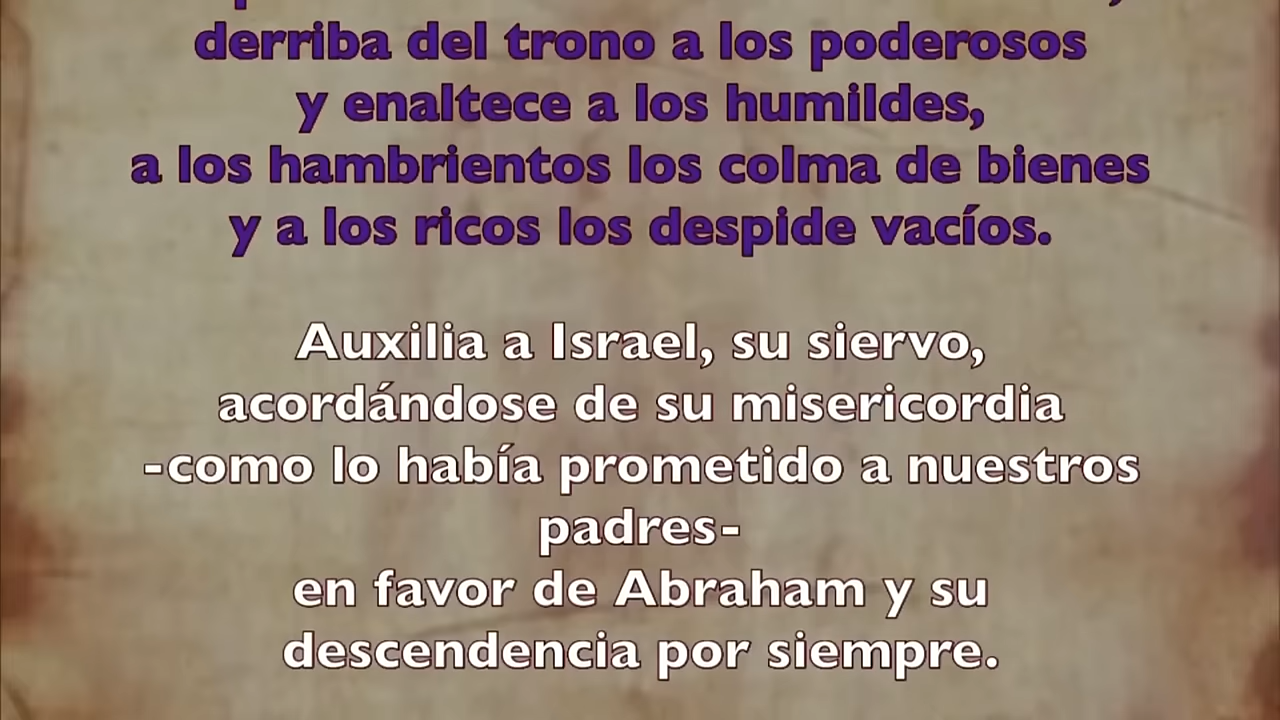 derriba del trono a los poderosos
y enaltece a los humildes,
a los hambrientos los colma de bienes
y a los ricos los despide vacíos.
Auxilia a Israel, su siervo,
acordándose de su misericordia
-como lo había prometido a nuestros
padres-
en favor de Abraham y su
descendencia por siempre.